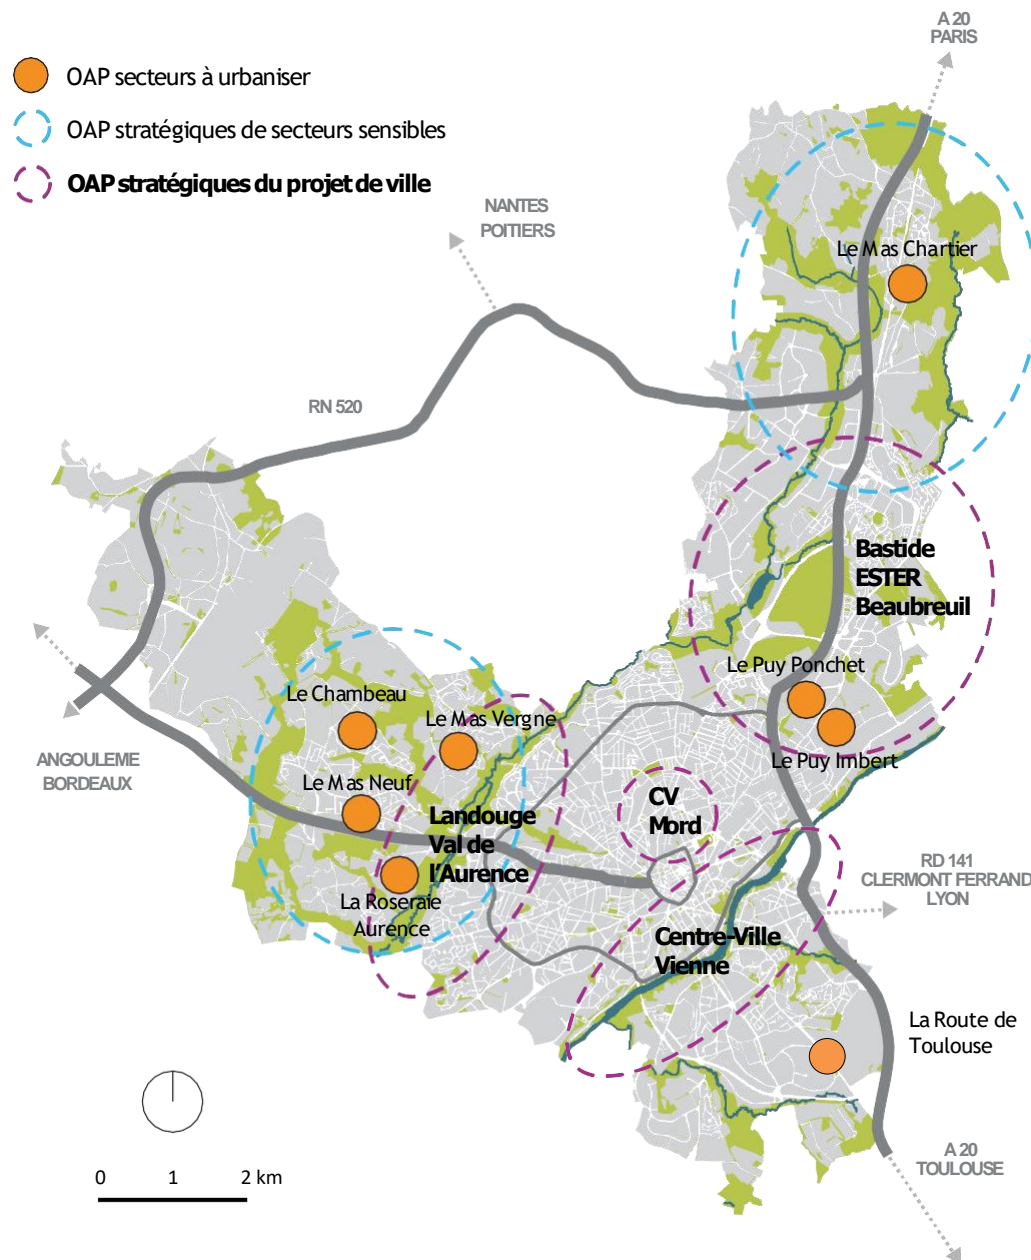 A 20
PARIS
OAP secteurs à urbaniser
OAP stratégiques de secteurs sensibles
OAP stratégiques du projet de ville
NANTES
POITIERS
Le Mas Chartier
RN 520
Bastide
ESTER
Beaubreuil
Le Puy Ponchet
Le Chambeau
Le Mas Vergne
ANGOULEME
BORDEAUX
Le Puy Imbert
Le Mas Neuf
CV
Mord
Landouge
Val de
l'Aurence
RD 141
CLERMONT FERRAND
LYON
La Roseraie
Aurence
Centre-Ville
Vienne
La Route de
Toulouse
A 20
TOULOUSE
0 1 2 km